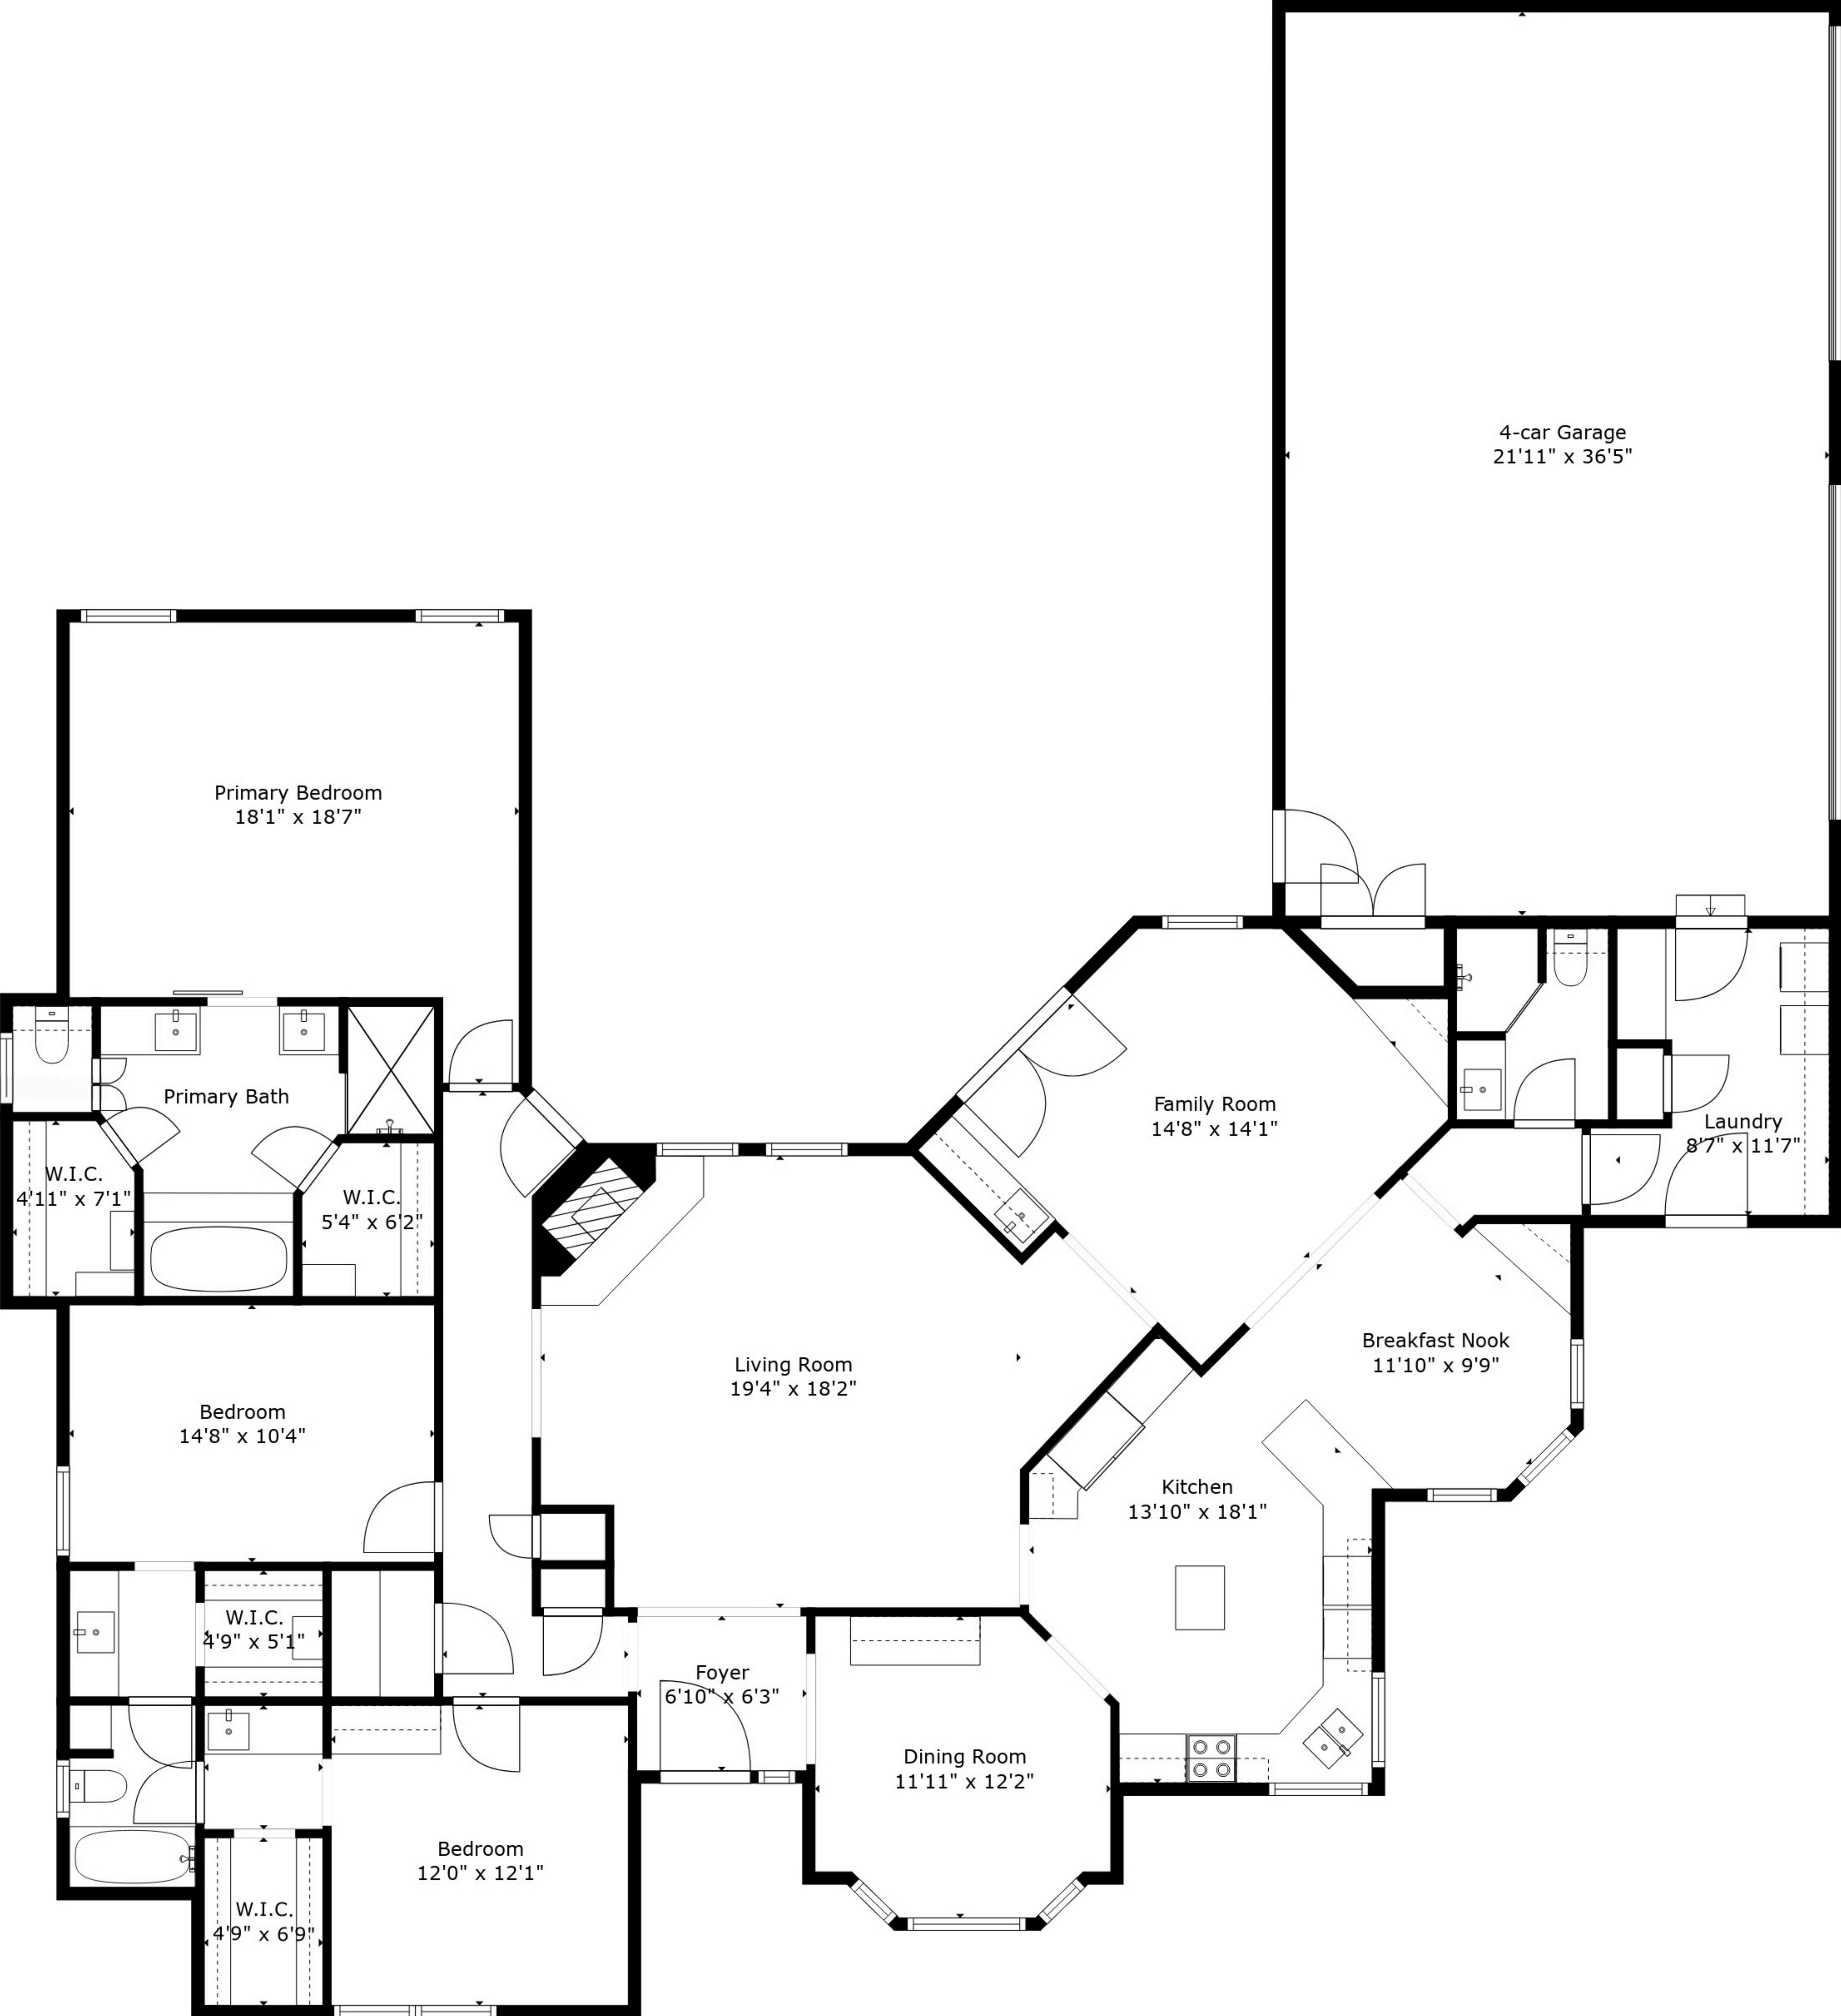 4-car Garage
21'11" x 36'5"
Primary Bedroom
18'1" x 18'7"
Primary Bath
Family Room
14'8" x 14'1"
Laundry
8'7" x 11'7"
W.I.C.
4'11" x 7'1"
W.I.C.
5'4" x 6'2"
Breakfast Nook
11'10" x 9'9"
Living Room
19'4" x 18'2"
Bedroom
14'8" x 10'4"
Kitchen
13'10" x 18'1"
W.I.C.
4'9" x 5'1"
Foyer
6'10" x 6'3"
Dining Room
11'11" x 12'2"
Bedroom
12'0" x 12'1"
W.I.C.
4'9" x 6'9"